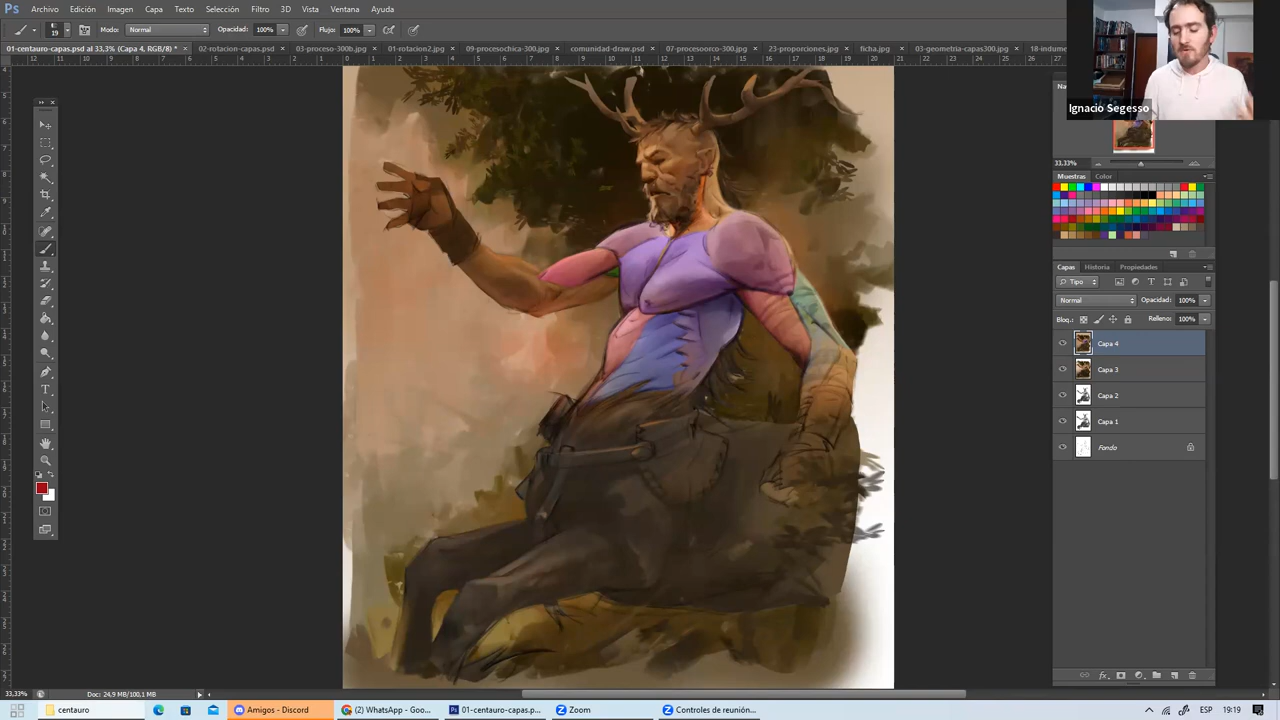 Ps Archivo Edición Imagen Capa Texto Selección Filtro 3D Vista Ventana Ayuda
19 Modo: Normal Opacidad: 100% Flujo: 100%
01-centauro-capas.psd al 33,3% (Capa 4, RGB/8) * × 02-rotacion-capas.psd × 03-proceso-300b.jpg × 01-rotacion2.jpg × 09-procesochica-300.jpg × comunidad-draw.psd × 07-procesoorco-300.jpg × 23-proporciones.jpg × ficha.jpg × 03-geometria-capas300.jpg × 18-indume
Ignacio Segesso
33.33%
Muestras Color
Capas Historia Propiedades
Tipo
Normal Opacidad: 100%
Bloq.: Relleno: 100%
Capa 4
Capa 3
Capa 2
Capa 1
Fondo
33,33% Doc: 24,9 MB/100,1 MB
centauro Amigos - Discord (2) WhatsApp - Goo... 01-centauro-capas.p... Zoom Controles de reunión... ESP 19:19